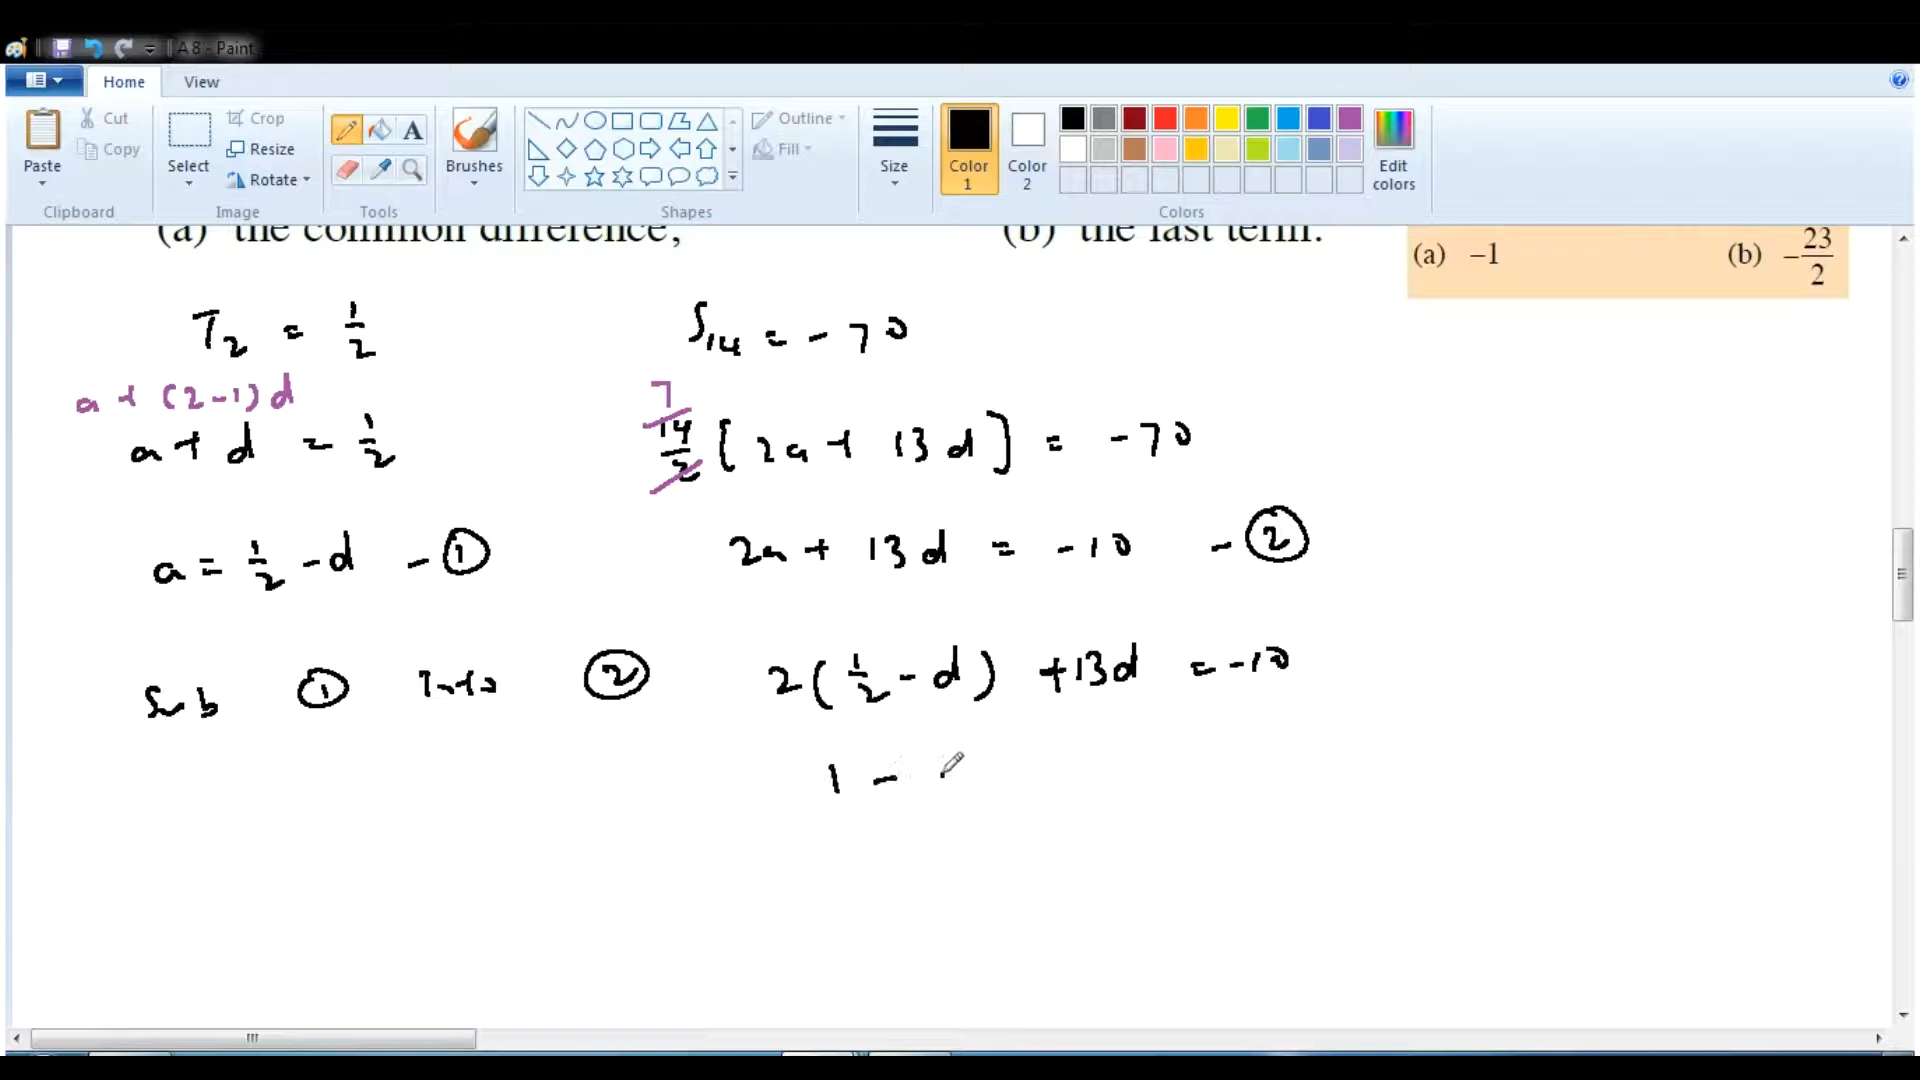 A 8 - Paint
Home View
Paste Cut Copy Select Crop Resize Rotate A Brushes Outline Fill Size Color 1 Color 2 Edit colors
Clipboard Image Tools Shapes Colors
(a) the common difference, (b) the last term.
(a) −1 (b) −23/2
T₂ = 1/2 S₁₄ = -70
a + (2-1)d 7
a + d = 1/2 14/2 [2a + 13d] = -70
a = 1/2 - d - ① 2a + 13d = -10 - ②
Sub ① Into ② 2(1/2 - d) +13d = -10
1 -